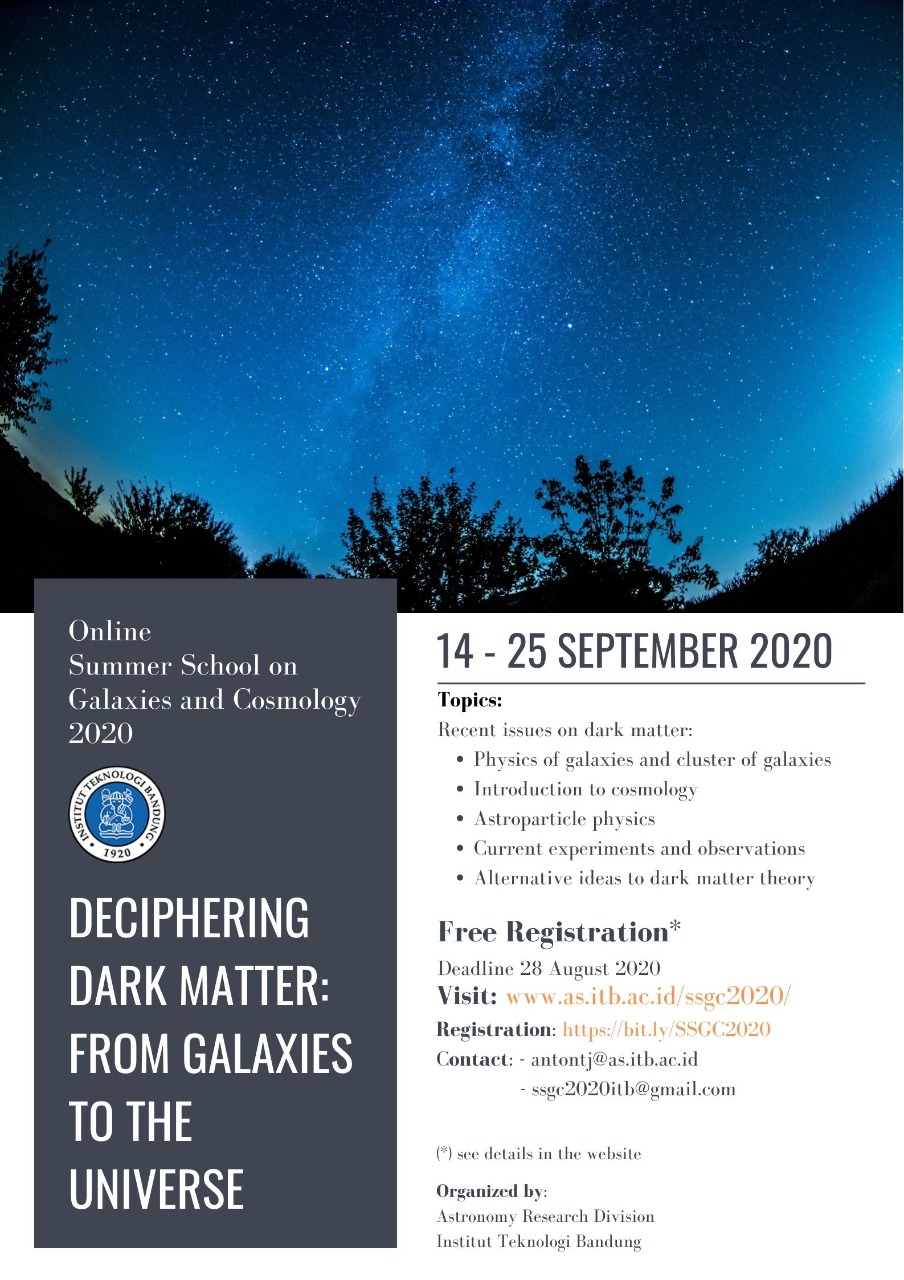 Online
Summer School on
Galaxies and Cosmology
2020
INSTITUT TEKNOLOGI BANDUNG
1920
DECIPHERING
DARK MATTER:
FROM GALAXIES
TO THE
UNIVERSE
14 - 25 SEPTEMBER 2020
Topics:
Recent issues on dark matter:
• Physics of galaxies and cluster of galaxies
• Introduction to cosmology
• Astroparticle physics
• Current experiments and observations
• Alternative ideas to dark matter theory
Free Registration*
Deadline 28 August 2020
Visit: www.as.itb.ac.id/ssgc2020/
Registration: https://bit.ly/SSGC2020
Contact: - antontj@as.itb.ac.id
- ssgc2020itb@gmail.com
(*) see details in the website
Organized by:
Astronomy Research Division
Institut Teknologi Bandung